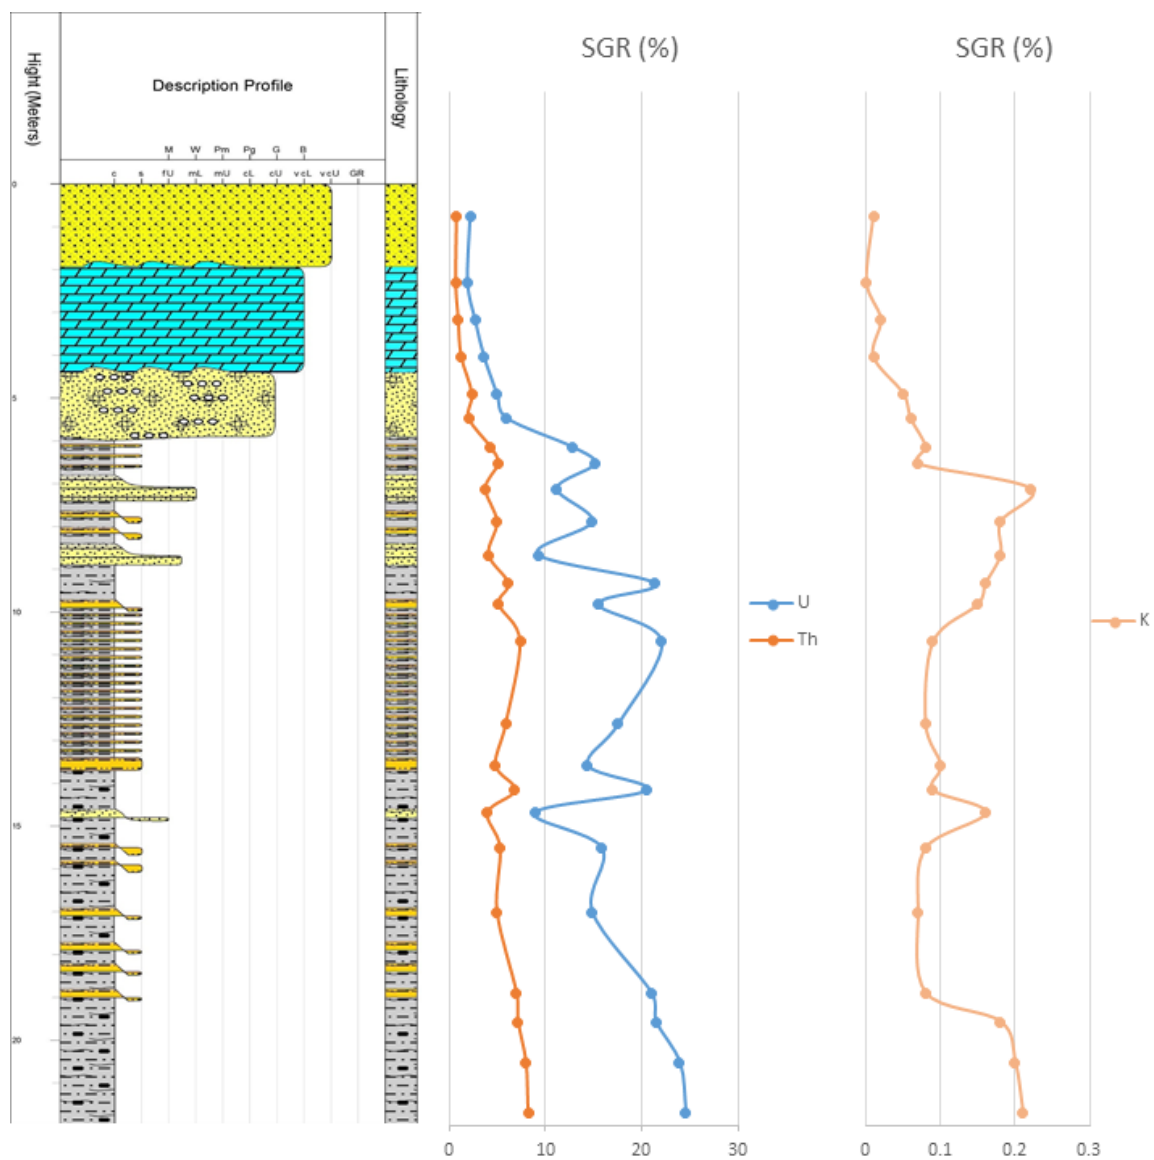 SGR (%)
SGR (%)
Hight (Meters)
Description Profile
Lithology
M W Pm Pg G B
c s fU mL mU cL cU vcL vcU GR
0
5
10
15
20
U
Th
K
0 10 20 30
0 0.1 0.2 0.3